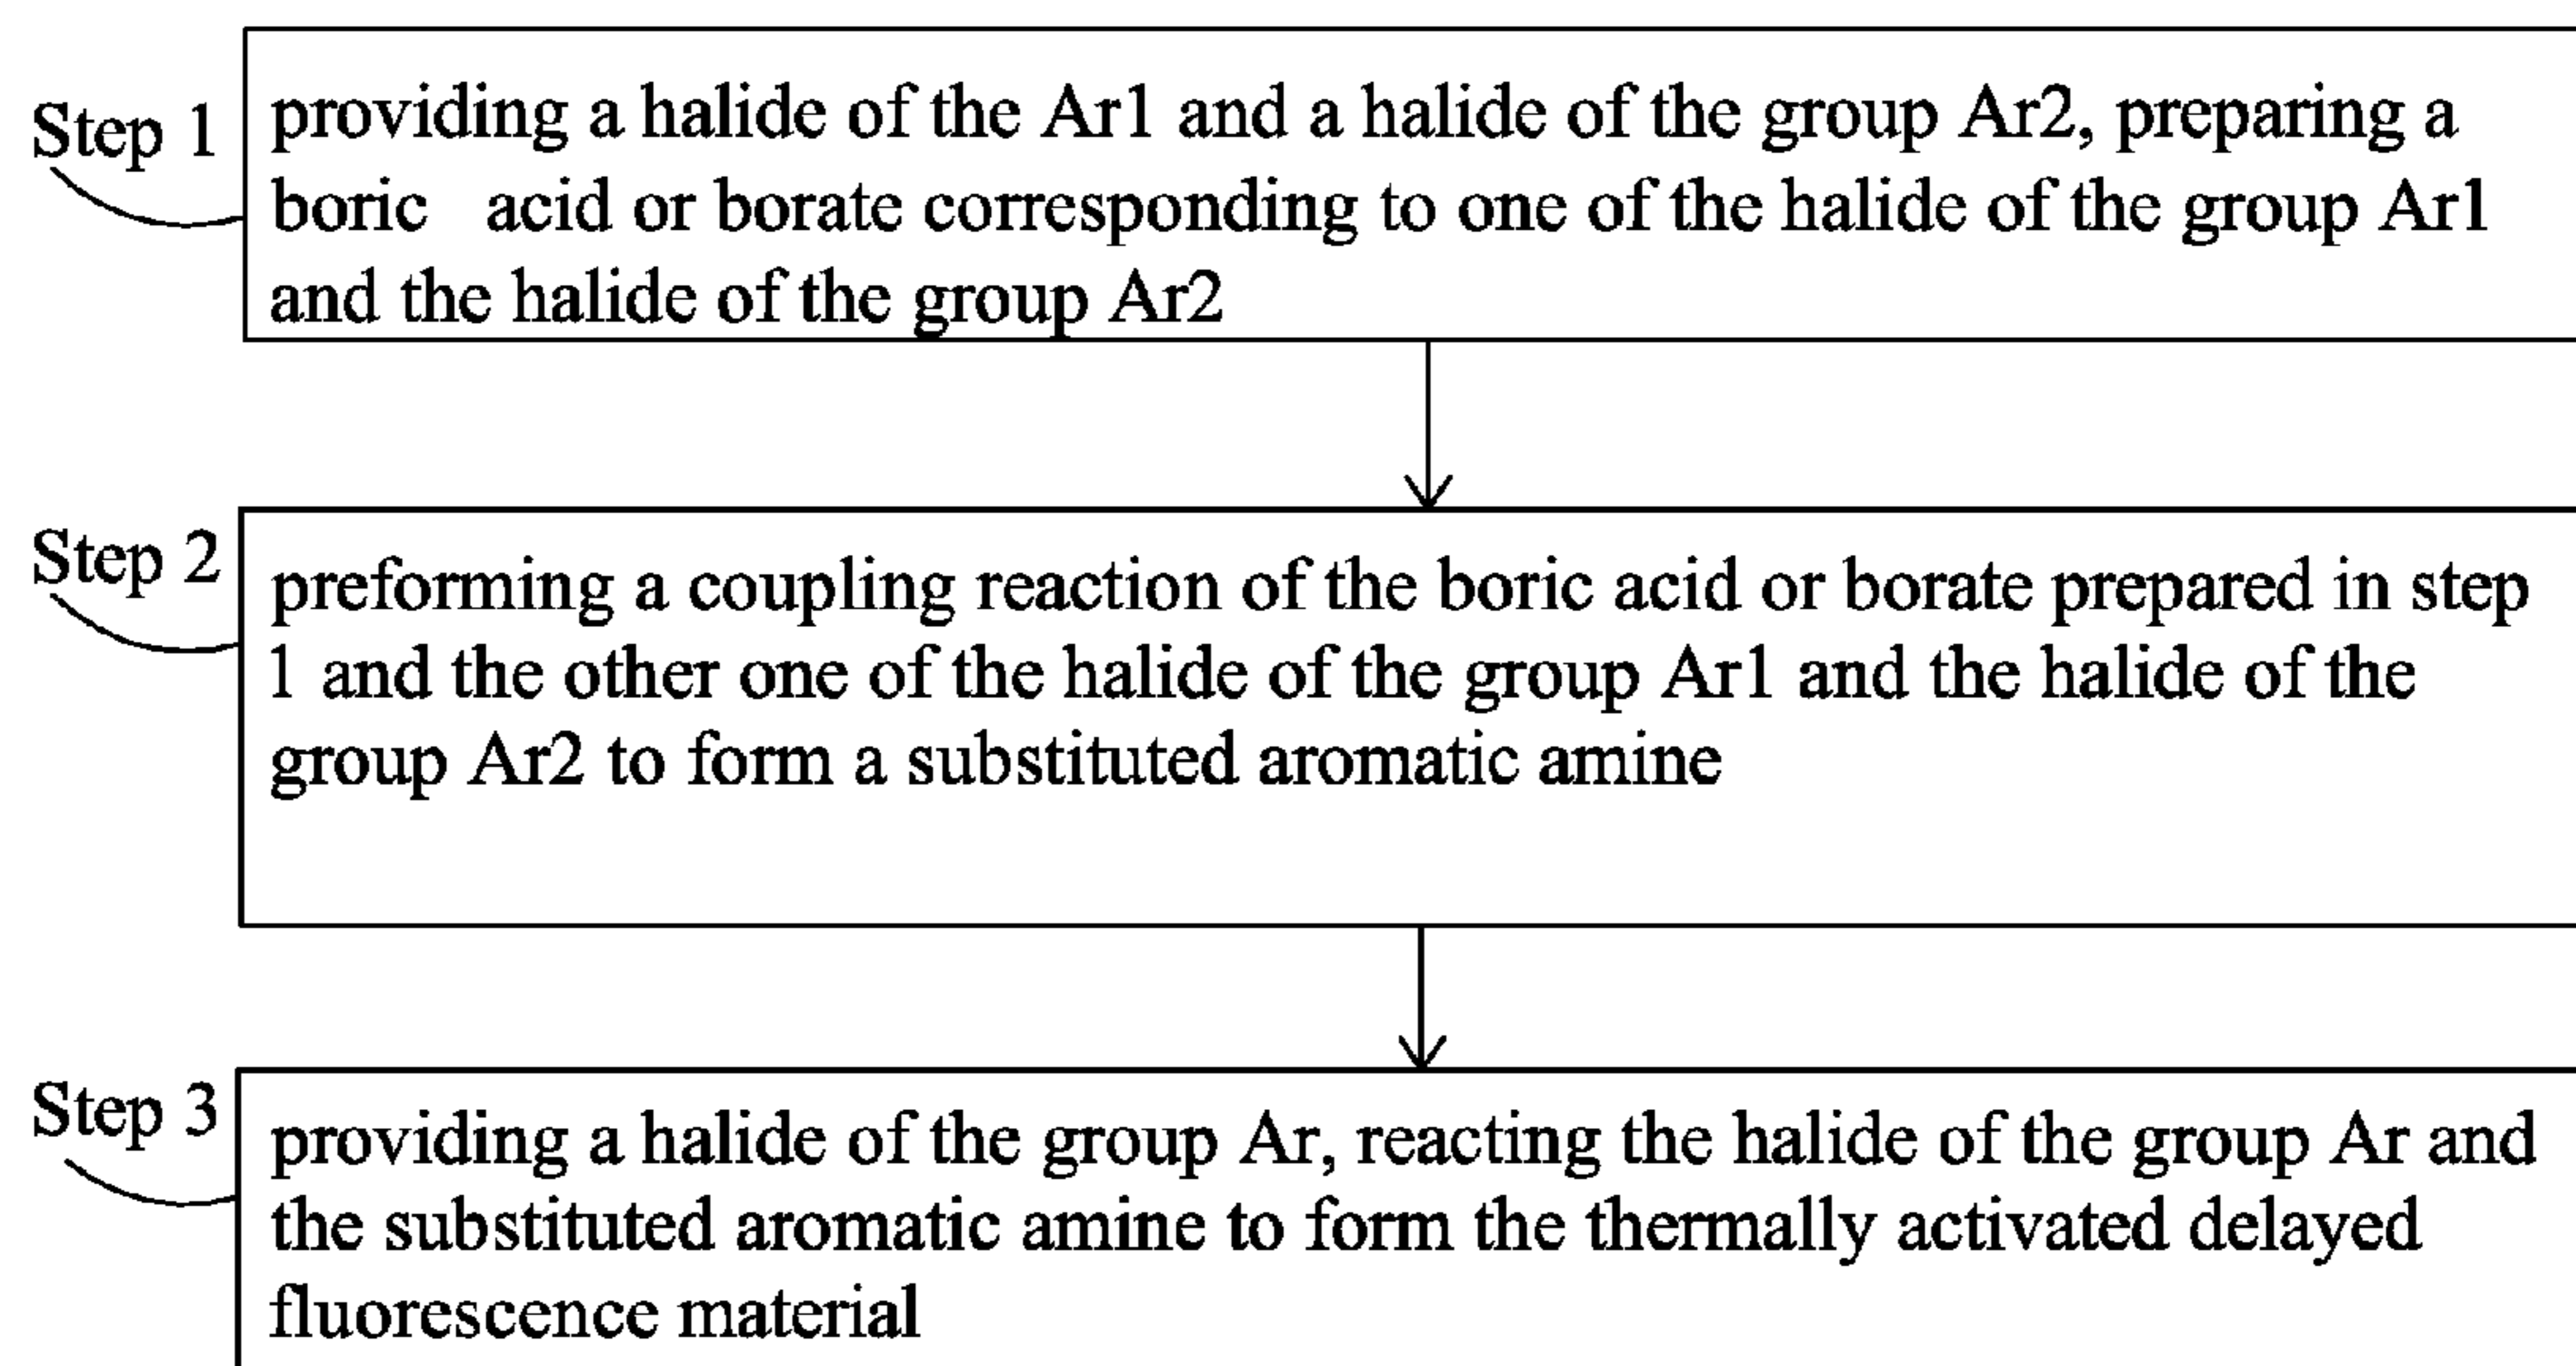 Step 1
providing a halide of the Ar1 and a halide of the group Ar2, preparing a
boric acid or borate corresponding to one of the halide of the group Ar1
and the halide of the group Ar2
Step 2
preforming a coupling reaction of the boric acid or borate prepared in step
1 and the other one of the halide of the group Ar1 and the halide of the
group Ar2 to form a substituted aromatic amine
Step 3
providing a halide of the group Ar, reacting the halide of the group Ar and
the substituted aromatic amine to form the thermally activated delayed
fluorescence material